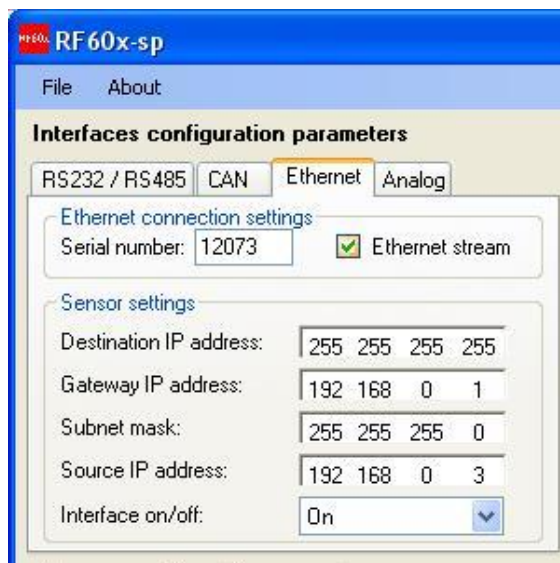 RF60x RF60x-sp
File About
Interfaces configuration parameters
RS232 / RS485 CAN Ethernet Analog
Ethernet connection settings
Serial number: 12073 Ethernet stream
Sensor settings
Destination IP address: 255 255 255 255
Gateway IP address: 192 168 0 1
Subnet mask: 255 255 255 0
Source IP address: 192 168 0 3
Interface on/off: On